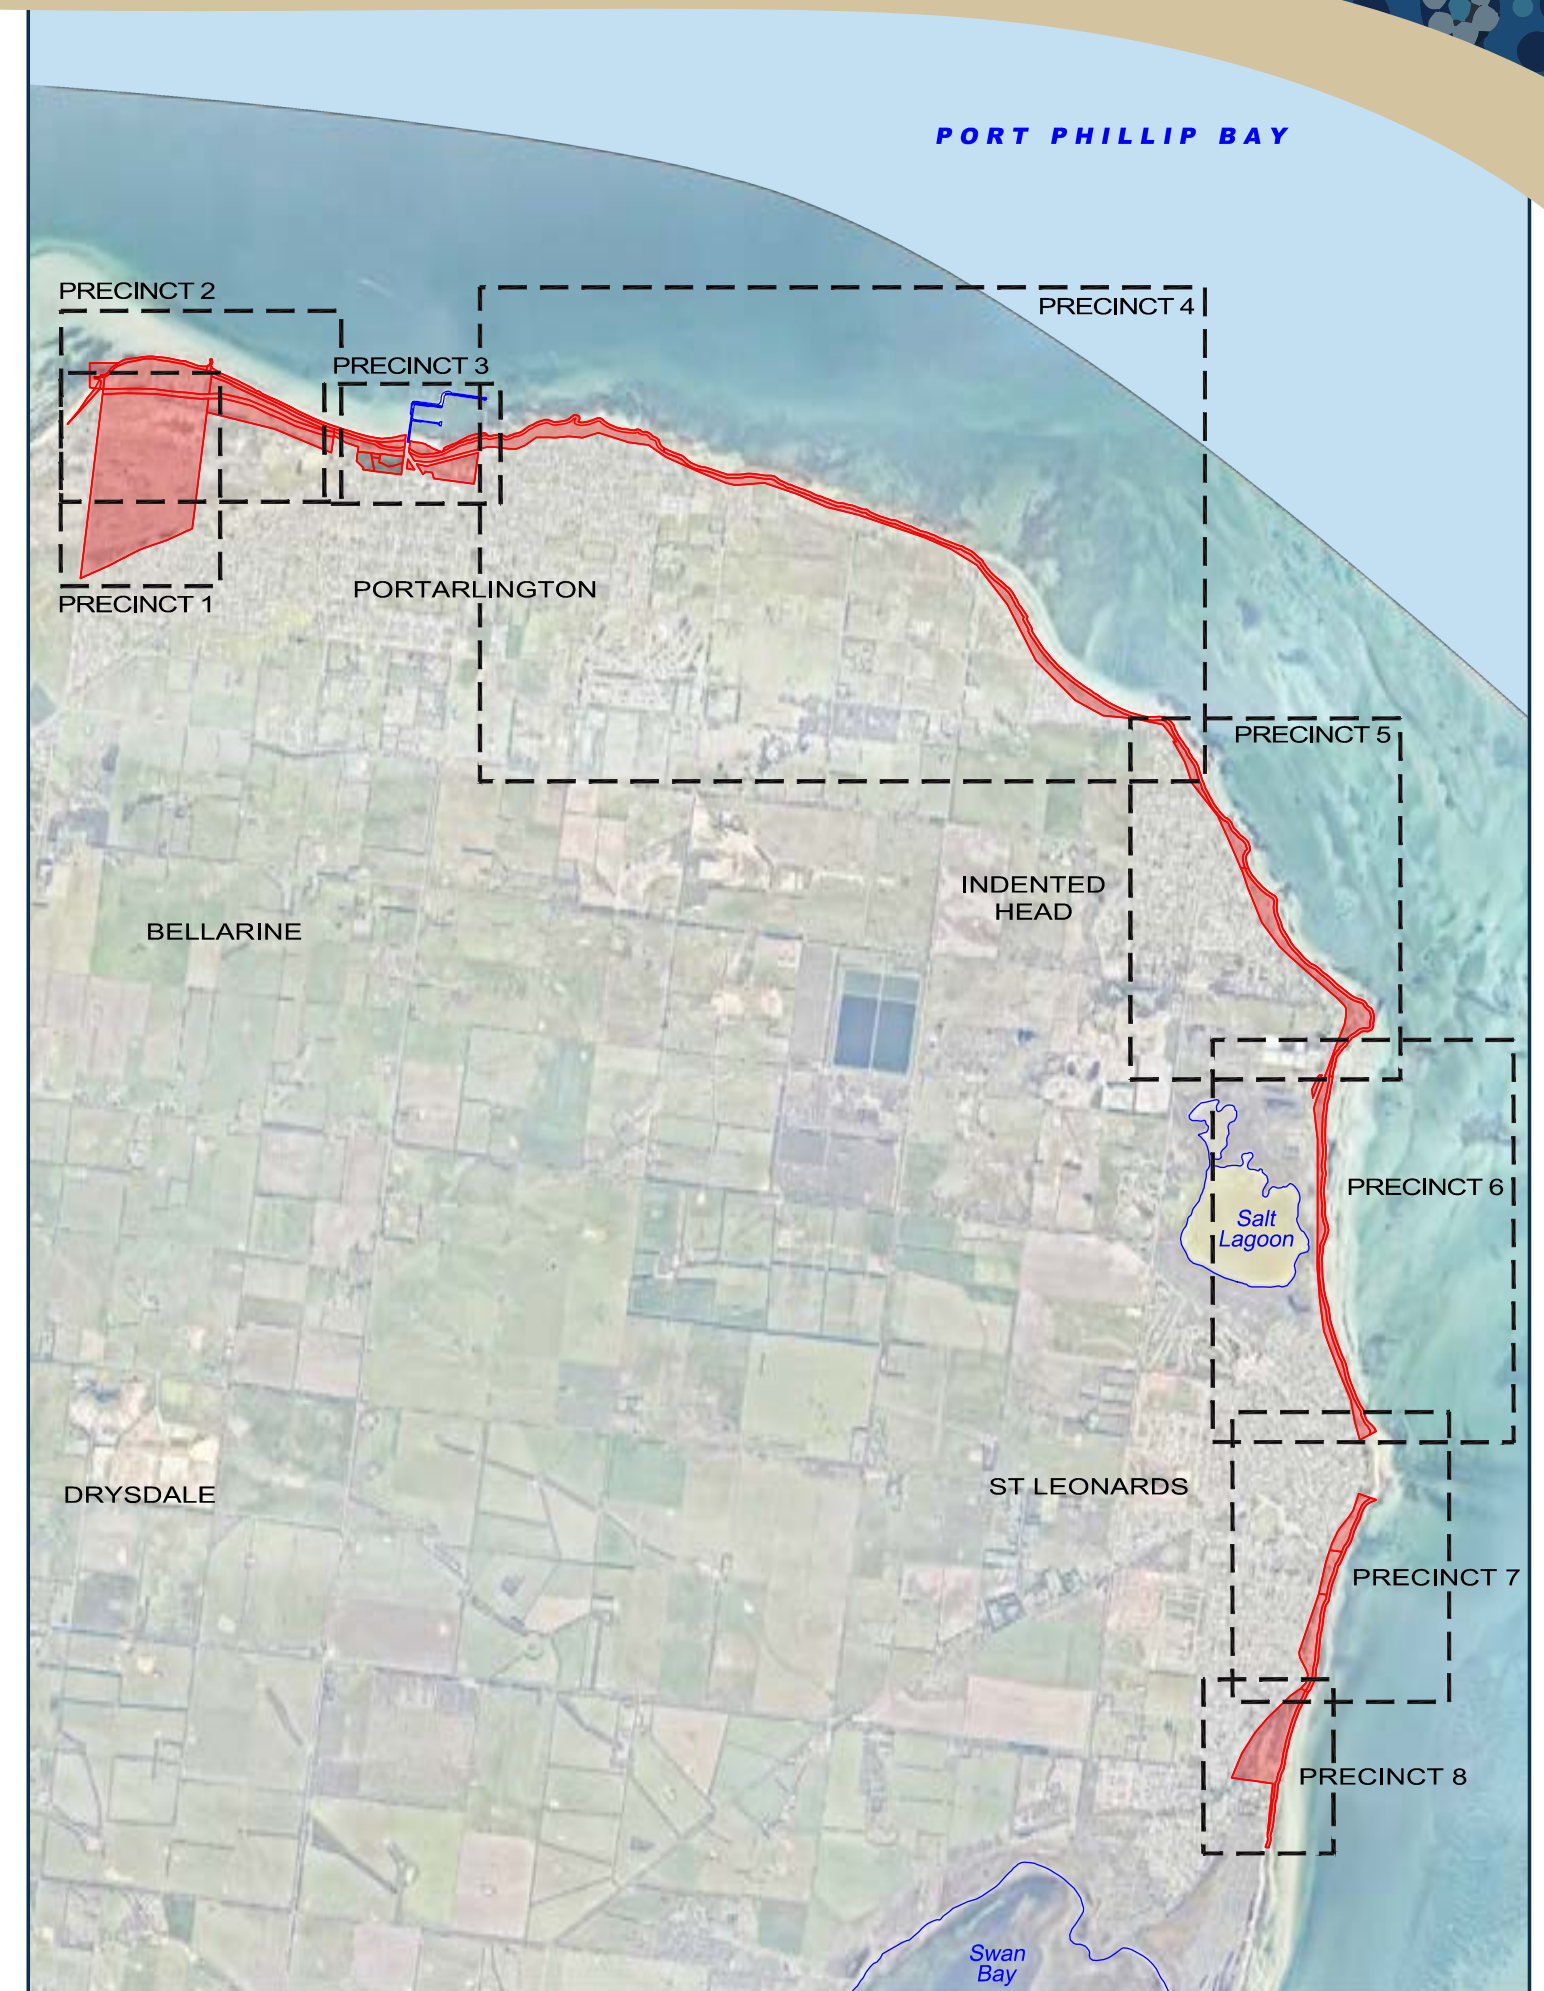 PORT PHILLIP BAY
PRECINCT 2
PRECINCT 4
PRECINCT 3
PORTARLINGTON
PRECINCT 1
PRECINCT 5
INDENTED
HEAD
BELLARINE
PRECINCT 6
Salt
Lagoon
ST LEONARDS
DRYSDALE
PRECINCT 7
PRECINCT 8
Swan
Bay